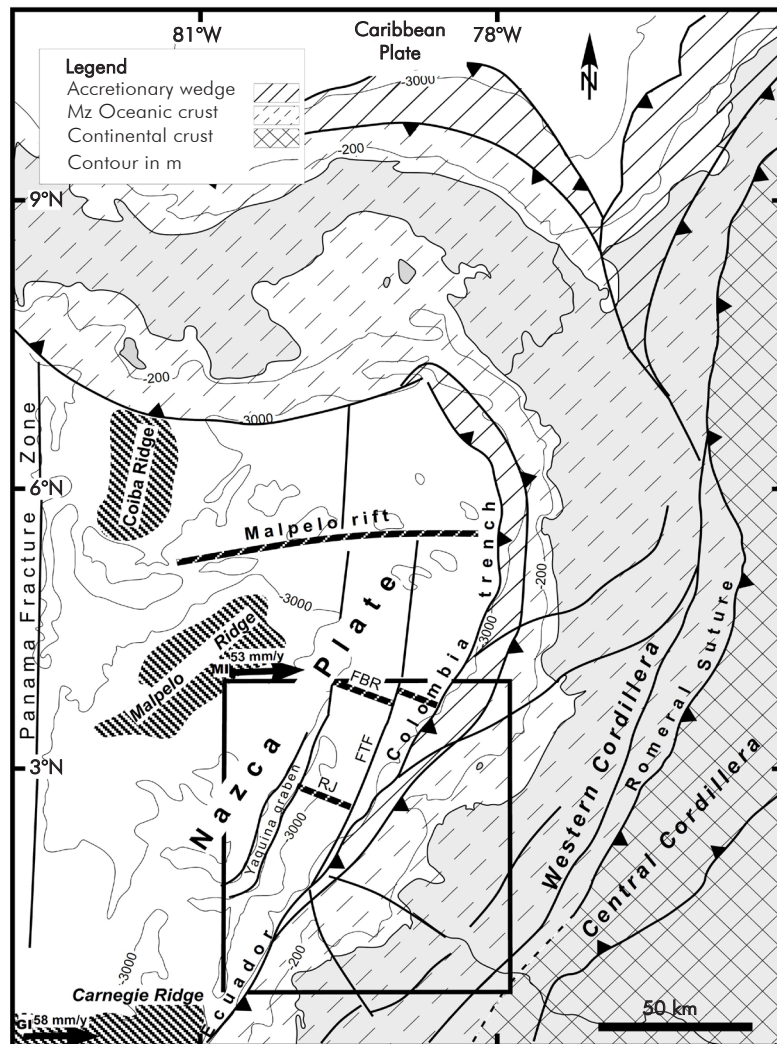 81°W
Caribbean
Plate
78°W
Legend
Accretionary wedge
Mz Oceanic crust
Continental crust
Contour in m
N
-3000
-200
9°N
-200
-3000
Panama Fracture Zone
Coiba Ridge
6°N
Malpelo rift
-3000
-200
-3000
Colombia trench
Nazca Plate
Malpelo Ridge
MI 53 mm/y
FBR
FTF
RJ
Yaquina graben
-3000
3°N
Western Cordillera
Romeral Suture
Central Cordillera
-3000
-200
Ecuador
Carnegie Ridge
GI 58 mm/y
50 km